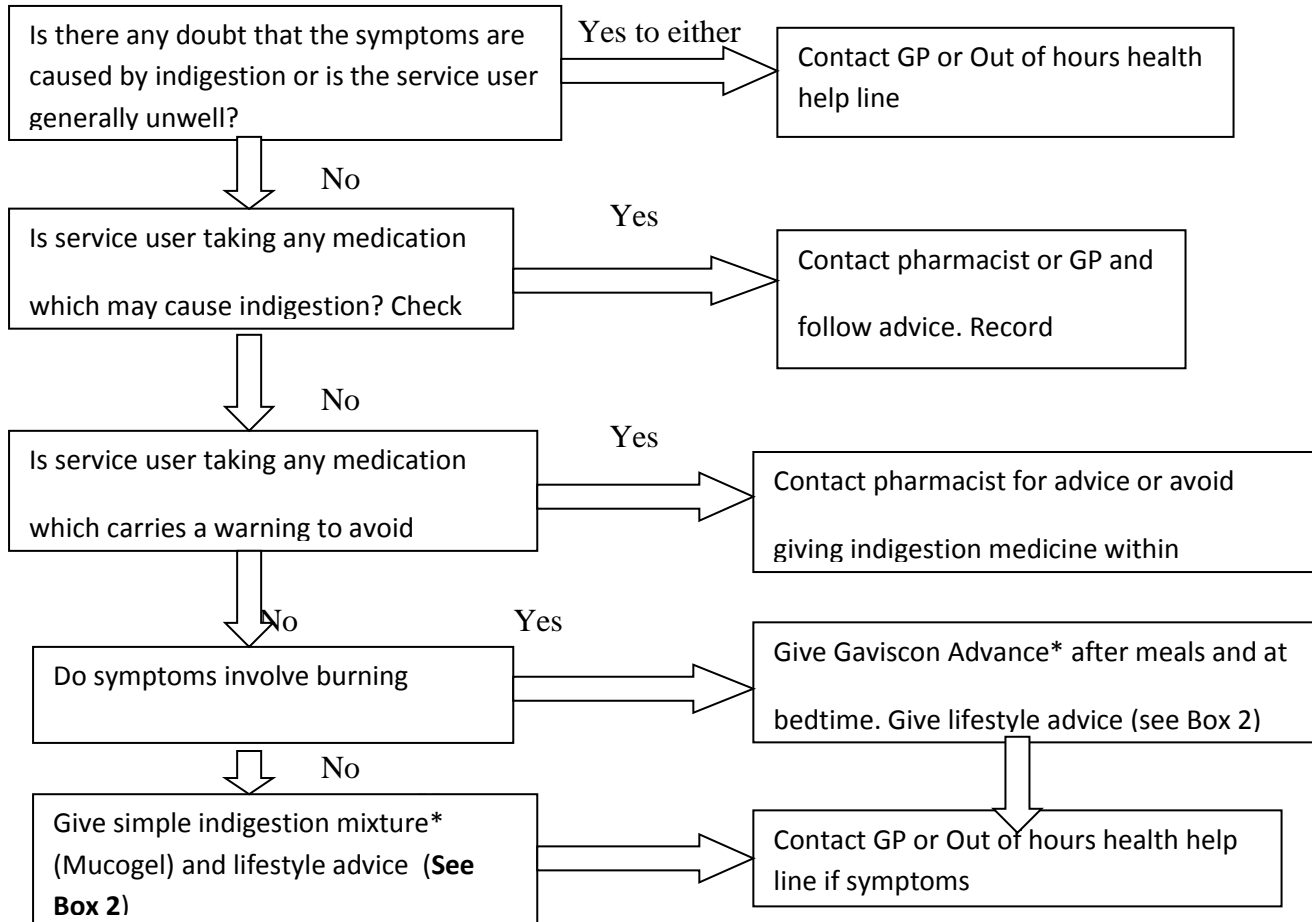 Is there any doubt that the symptoms are
caused by indigestion or is the service user
generally unwell?
Yes to either
Contact GP or Out of hours health
help line
No
Is service user taking any medication
which may cause indigestion? Check
Yes
Contact pharmacist or GP and
follow advice. Record
No
Is service user taking any medication
which carries a warning to avoid
Yes
Contact pharmacist for advice or avoid
giving indigestion medicine within
No
Do symptoms involve burning
Yes
Give Gaviscon Advance* after meals and at
bedtime. Give lifestyle advice (see Box 2)
No
Give simple indigestion mixture*
(Mucogel) and lifestyle advice (See
Box 2)
Contact GP or Out of hours health help
line if symptoms